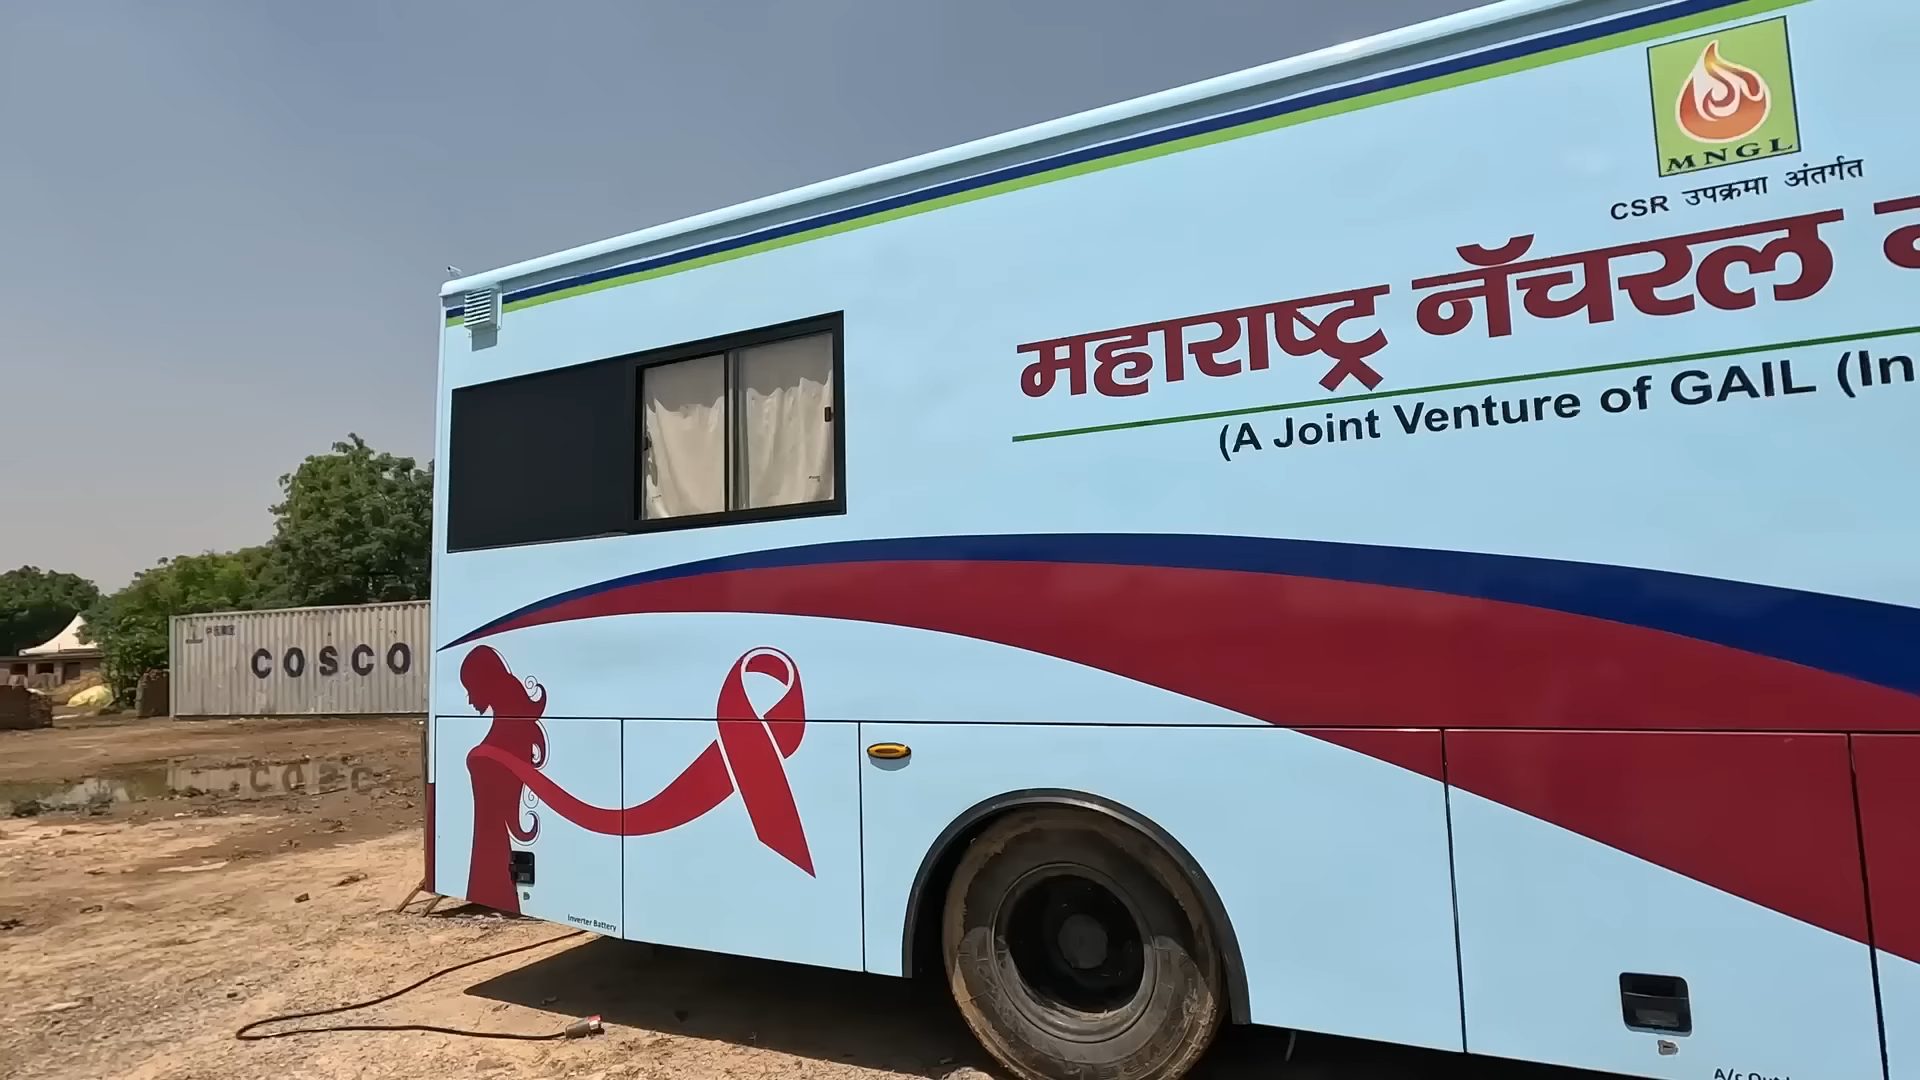 MNGL
CSR उपक्रमा अंतर्गत
महाराष्ट्र नॅचरल
(A Joint Venture of GAIL (In
COSCO
Inverter Battery